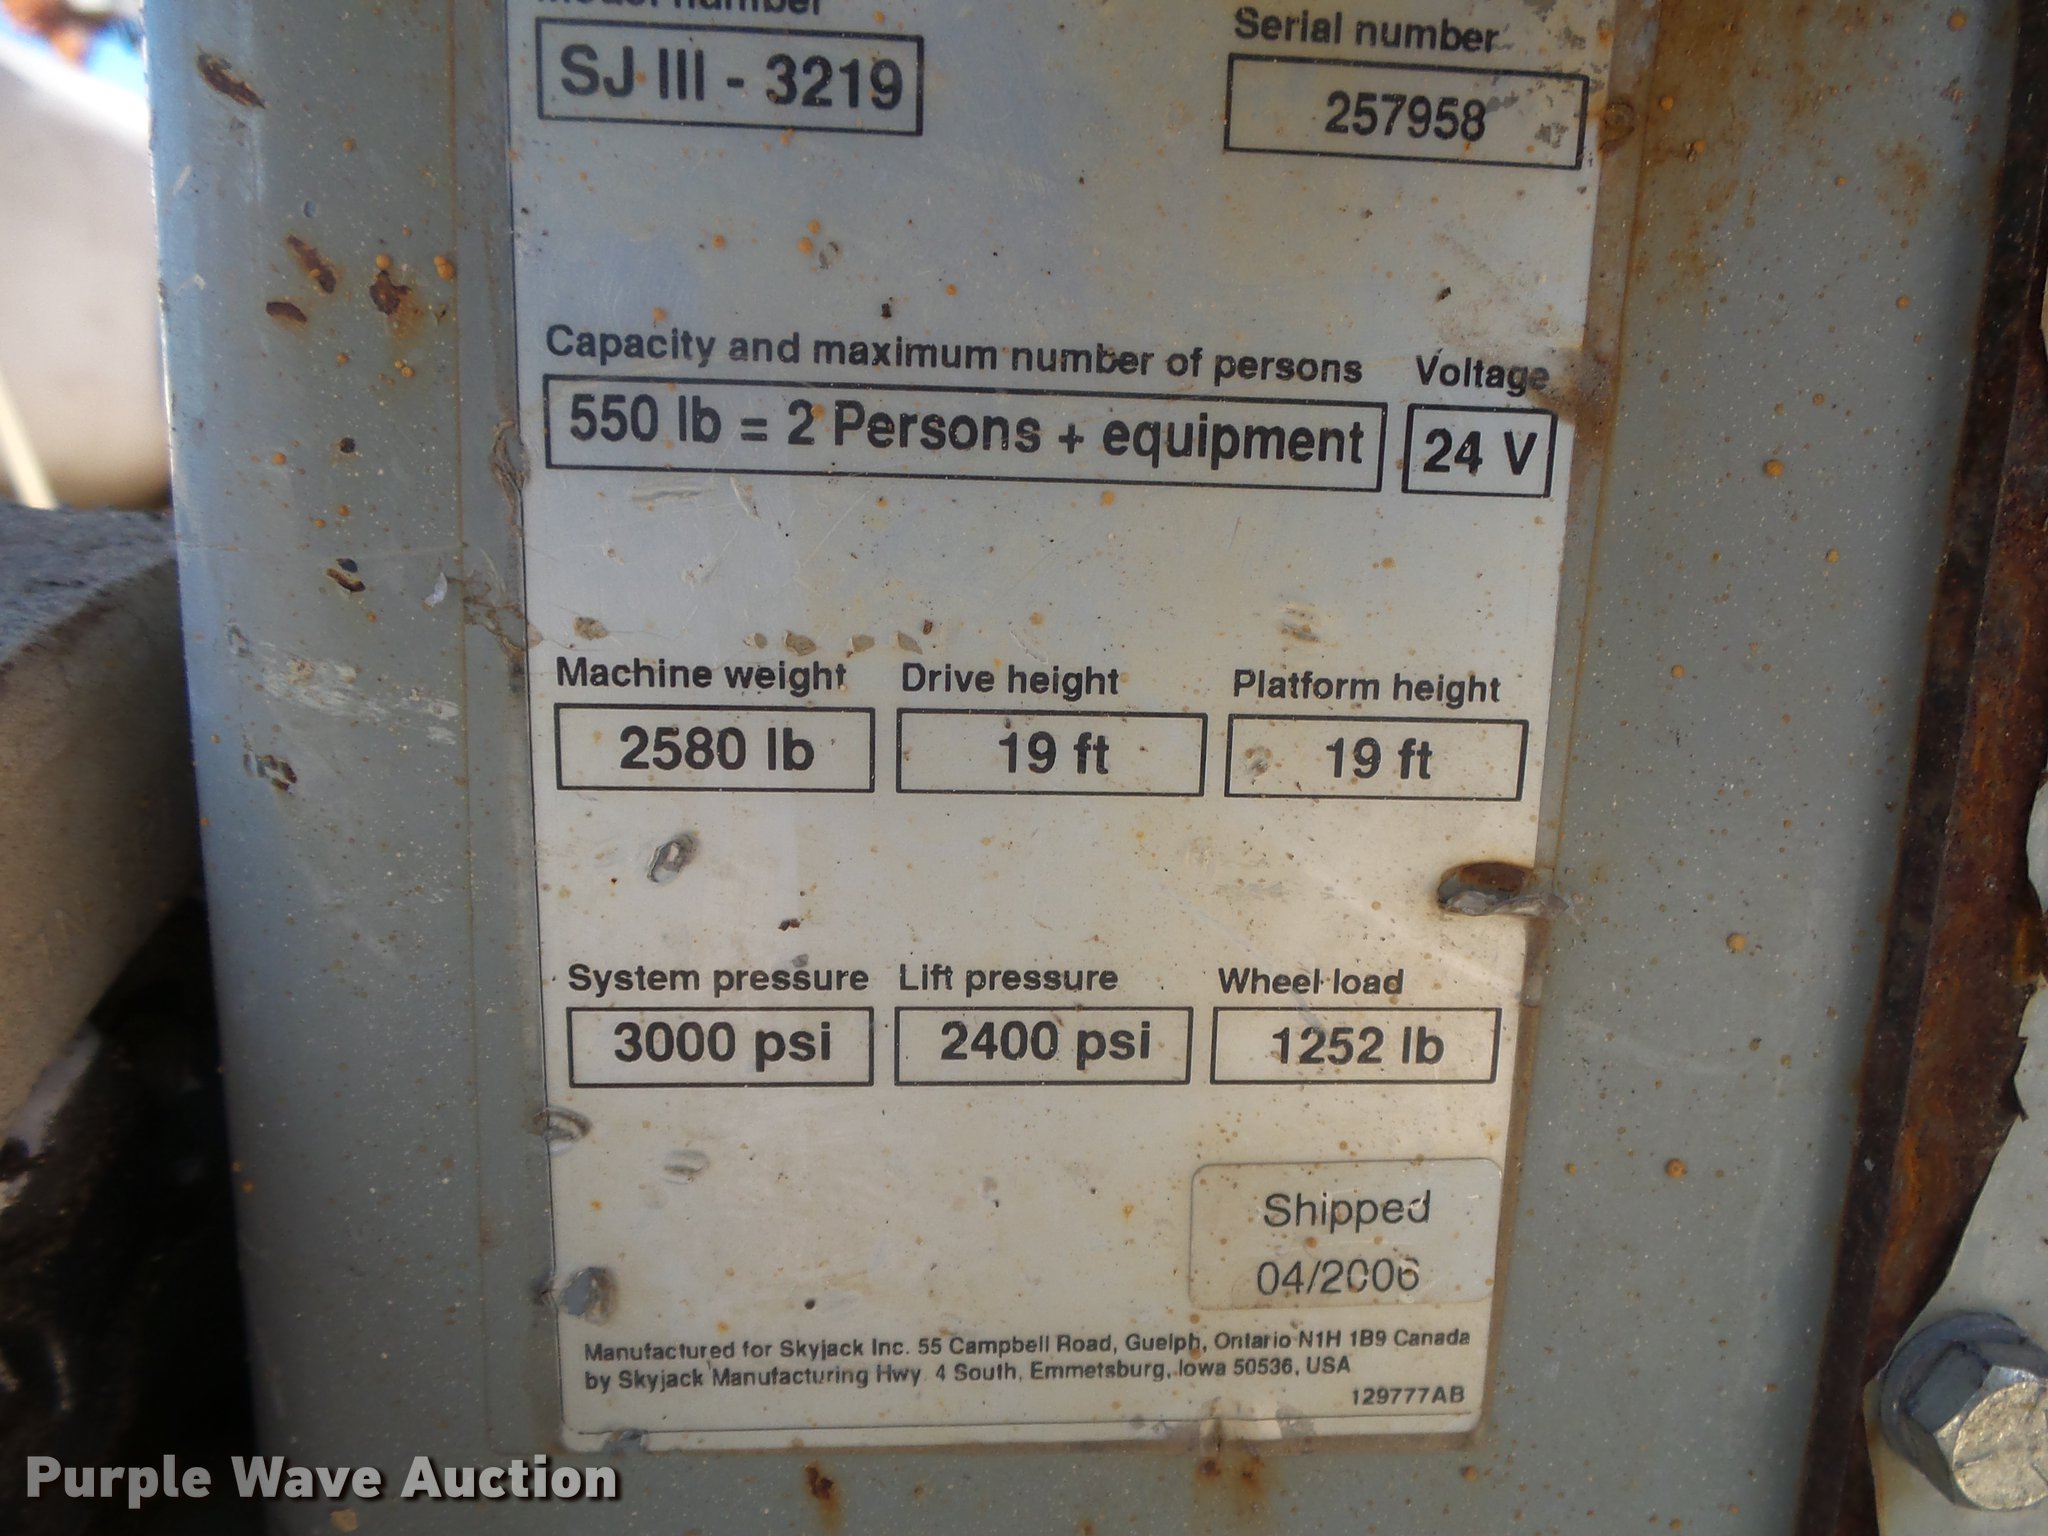 Model number
Serial number
SJ III - 3219
257958
Capacity and maximum number of persons
Voltage
550 lb = 2 Persons + equipment
24 V
Machine weight
Drive height
Platform height
2580 lb
19 ft
19 ft
System pressure
Lift pressure
Wheel load
3000 psi
2400 psi
1252 lb
Shipped
04/2006
Manufactured for Skyjack Inc. 55 Campbell Road, Guelph, Ontario N1H 1B9 Canada
by Skyjack Manufacturing Hwy. 4 South, Emmetsburg, Iowa 50536, USA
129777AB
Purple Wave Auction